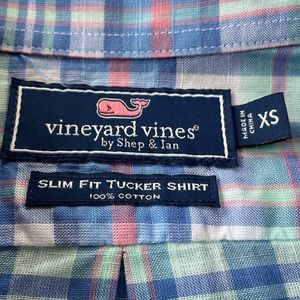 vineyard vines®
by Shep & Ian
SLIM FIT TUCKER SHIRT
100% COTTON
MADE IN
CHINA
XS